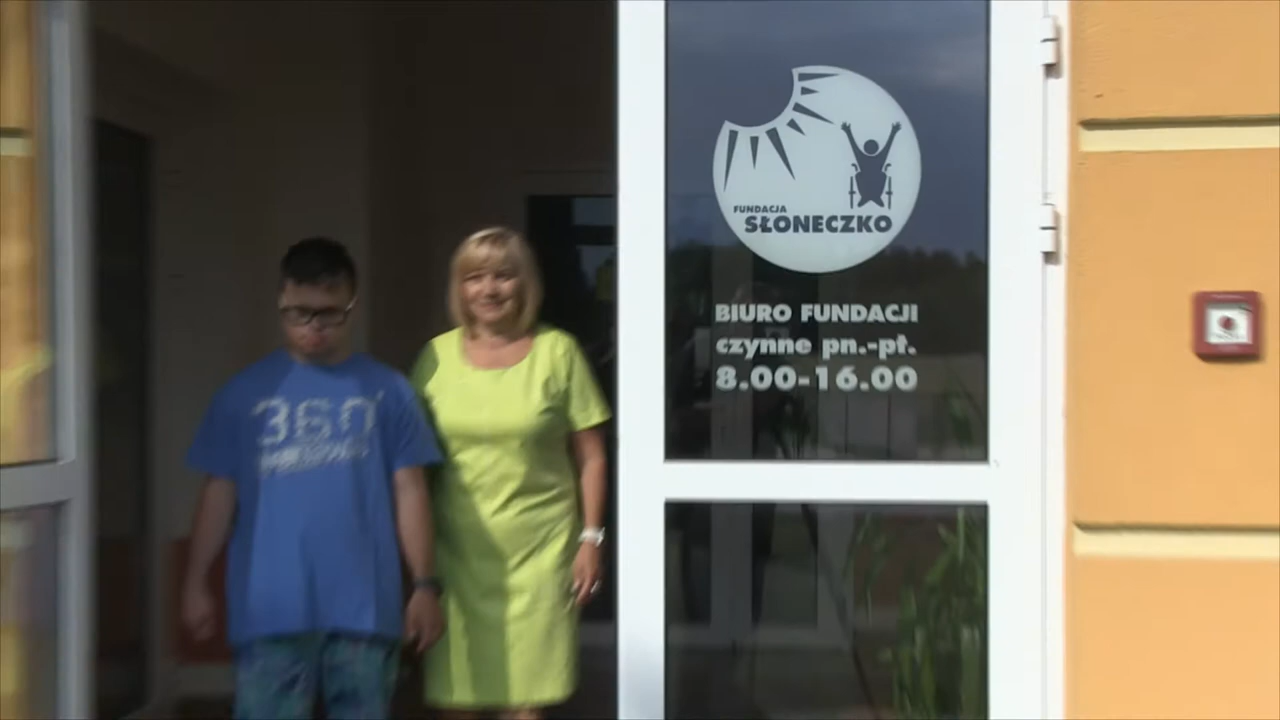 FUNDACJA
SŁONECZKO
BIURO FUNDACJI
czynne pn.-pt.
8.00-16.00
360°